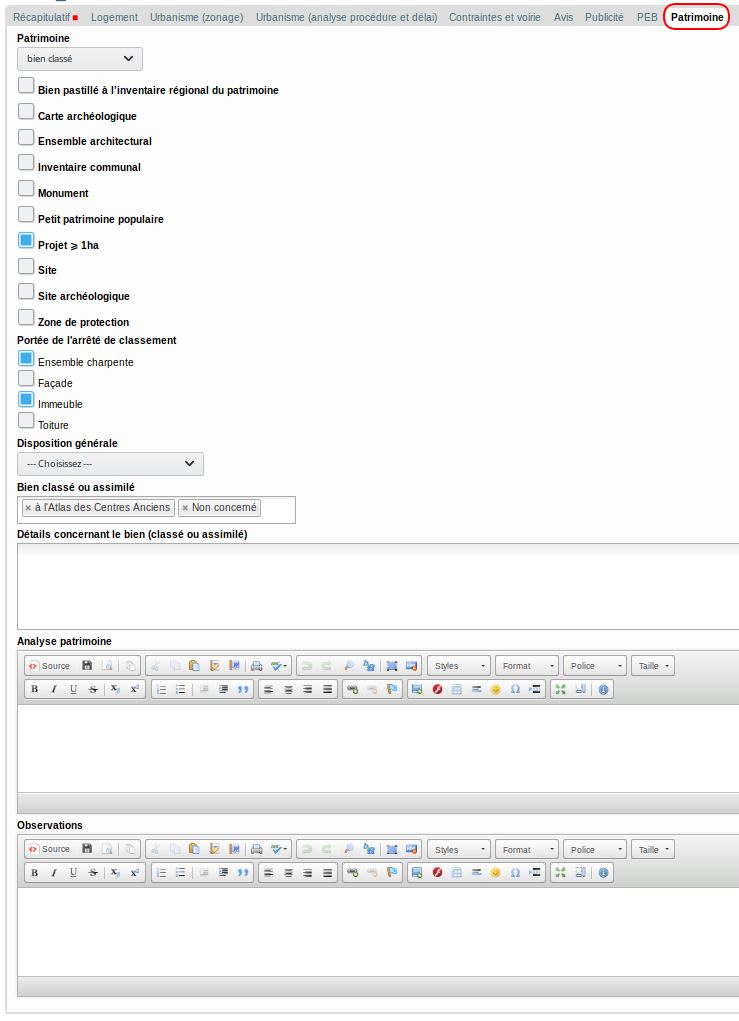 Récapitulatif Logement Urbanisme (zonage) Urbanisme (analyse procédure et délai) Contraintes et voirie Avis Publicité PEB Patrimoine
Patrimoine
bien classé
Bien pastillé à l'inventaire régional du patrimoine
Carte archéologique
Ensemble architectural
Inventaire communal
Monument
Petit patrimoine populaire
Projet ⩾ 1ha
Site
Site archéologique
Zone de protection
Portée de l'arrêté de classement
Ensemble charpente
Façade
Immeuble
Toiture
Disposition générale
--- Choisissez ---
Bien classé ou assimilé
× à l'Atlas des Centres Anciens × Non concerné
Détails concernant le bien (classé ou assimilé)
Analyse patrimoine
Source Styles Format Police Taille
B I U S x₂ x²
Observations
Source Styles Format Police Taille
B I U S x₂ x²